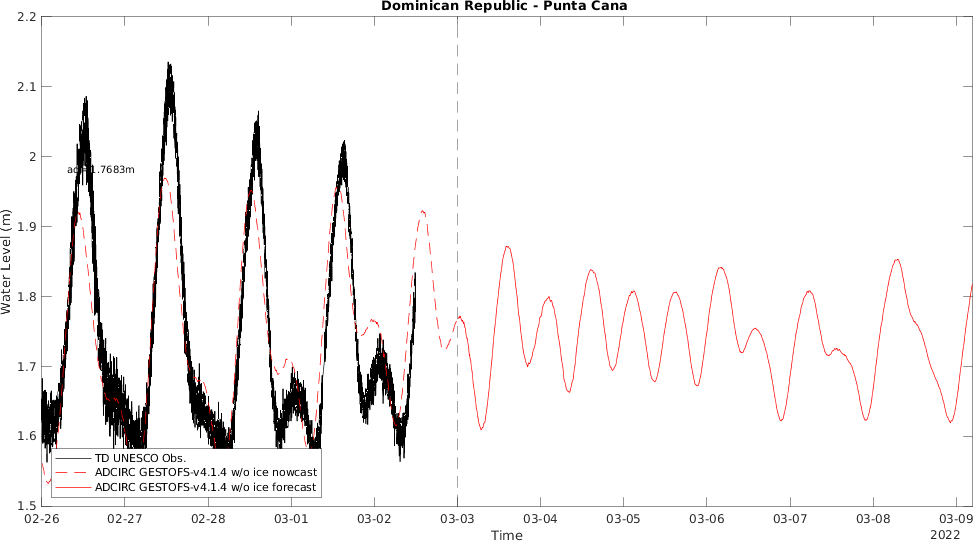 Dominican Republic - Punta Cana
2.2
2.1
2
1.9
1.8
1.7
1.6
1.5
Water Level (m)
1.7683m
TD UNESCO Obs.
ADCIRC GESTOFS-v4.1.4 w/o ice nowcast
ADCIRC GESTOFS-v4.1.4 w/o ice forecast
02-26 02-27 02-28 03-01 03-02 03-03 03-04 03-05 03-06 03-07 03-08 03-09
Time
2022